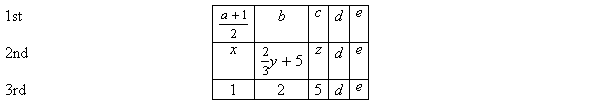 1st (a+1)/2 b c d e
2nd x 2/3y+5 z d e
3rd 1 2 5 d e